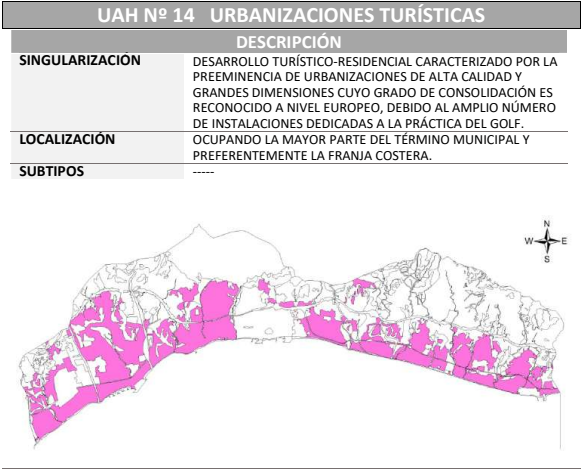 UAH Nº 14 URBANIZACIONES TURÍSTICAS
DESCRIPCIÓN
SINGULARIZACIÓN DESARROLLO TURÍSTICO-RESIDENCIAL CARACTERIZADO POR LA
PREEMINENCIA DE URBANIZACIONES DE ALTA CALIDAD Y
GRANDES DIMENSIONES CUYO GRADO DE CONSOLIDACIÓN ES
RECONOCIDO A NIVEL EUROPEO, DEBIDO AL AMPLIO NÚMERO
DE INSTALACIONES DEDICADAS A LA PRÁCTICA DEL GOLF.
LOCALIZACIÓN OCUPANDO LA MAYOR PARTE DEL TÉRMINO MUNICIPAL Y
PREFERENTEMENTE LA FRANJA COSTERA.
SUBTIPOS -----
N
W E
S